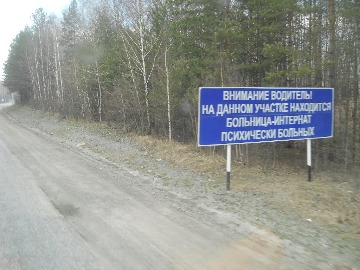 ВНИМАНИЕ ВОДИТЕЛЬ!
НА ДАННОМ УЧАСТКЕ НАХОДИТСЯ
БОЛЬНИЦА-ИНТЕРНАТ
ПСИХИЧЕСКИ БОЛЬНЫХ